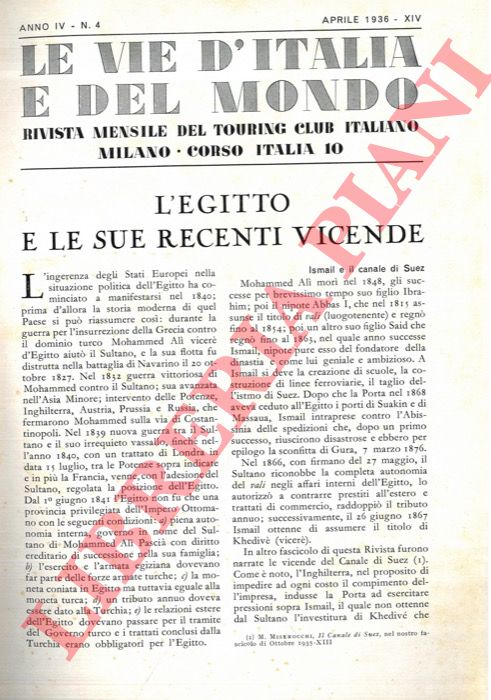 ANNO IV - N. 4 APRILE 1936 - XIV
LE VIE D'ITALIA
E DEL MONDO
RIVISTA MENSILE DEL TOURING CLUB ITALIANO
MILANO · CORSO ITALIA 10
L'EGITTO
E LE SUE RECENTI VICENDE
L'ingerenza degli Stati Europei nella
situazione politica dell'Egitto ha co-
minciato a manifestarsi nel 1840;
prima d'allora la storia moderna di quel
Paese si può riassumere così: durante la
guerra per l'insurrezione della Grecia contro
il dominio turco Mohammed Alì vicerè
d'Egitto aiutò il Sultano, e la sua flotta fu
distrutta nella battaglia di Navarino il 20 ot-
tobre 1827. Nel 1832 guerra vittoriosa di
Mohammed contro il Sultano; sua avanzata
nell'Asia Minore; intervento delle Potenze,
Inghilterra, Austria, Prussia e Russia, che
fermarono Mohammed sulla via di Costan-
tinopoli. Nel 1839 nuova guerra tra il Sul-
tano e il suo irrequieto vassallo, finchè nel-
l'anno 1840, con un trattato di Londra in
data 15 luglio, tra le Potenze sopra indicate
e in più la Francia, venne, con l'adesione del
Sultano, regolata la posizione dell'Egitto.
Dal 1º giugno 1841 l'Egitto non fu che una
provincia privilegiata dell'Impero Ottoma-
no con le seguenti condizioni: a) piena auto-
nomia interna, governo in nome del Sul-
tano di Mohammed Alì Pascià con diritto
ereditario di successione alla sua famiglia;
b) l'esercito e l'armata egiziana dovevano
far parte delle forze armate turche; c) la mo-
neta coniata in Egitto ma tuttavia eguale alla
moneta turca; d) un tributo annuo doveva
essere dato alla Turchia; e) le relazioni estere
dell'Egitto dovevano passare per il tramite
del Governo turco e i trattati conclusi dalla
Turchia erano obbligatori per l'Egitto.
Ismail e il canale di Suez
Mohammed Alì morì nel 1848, gli suc-
cesse per brevissimo tempo suo figlio Ibra-
him; poi il nipote Abbas I, che nel 1815 as-
sunse il titolo di vali (luogotenente) e regnò
fino al 1854; poi un altro suo figlio Said che
regnò fino al 1863, nel quale anno successe
Ismail, nipote pure esso del fondatore della
dinastia e come lui geniale e ambizioso. A
Ismail si deve la creazione di scuole, la co-
struzione di linee ferroviarie, il taglio del-
l'istmo di Suez. Dopo che la Porta nel 1868
aveva ceduto all'Egitto i porti di Suakin e di
Massaua, Ismail intraprese contro l'Abis-
sinia delle spedizioni che, dopo un primo
successo, riuscirono disastrose e ebbero per
epilogo la sconfitta di Gura, 7 marzo 1876.
Nel 1866, con firmano del 27 maggio, il
Sultano riconobbe la completa autonomia
del vali negli affari interni dell'Egitto, lo
autorizzò a contrarre prestiti all'estero e
trattati di commercio, raddoppiò il tributo
annuo; successivamente, il 26 giugno 1867
Ismail ottenne di assumere il titolo di
Khedivè (vicerè).
In altro fascicolo di questa Rivista furono
narrate le vicende del Canale di Suez (1).
Come è noto, l'Inghilterra, nel proposito di
impedire ad ogni costo il compimento del-
l'impresa, indusse la Porta ad esercitare
pressioni sopra Ismail, il quale non ottenne
dal Sultano l'investitura di Khedivé che
(1) M. MISEROCCHI, Il Canale di Suez, nel nostro fa-
scicolo di Ottobre 1935-XIII
LIBRERIA PIANI